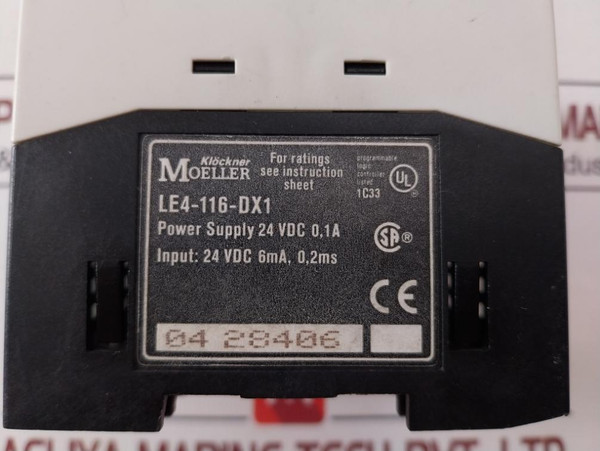 Klöckner
MOELLER
For ratings
see instruction
sheet
programmable
logic
controller
listed
1C33
UL
LE4-116-DX1
Power Supply 24 VDC 0,1A
Input: 24 VDC 6mA, 0,2ms
SA ®
CE
04 28406